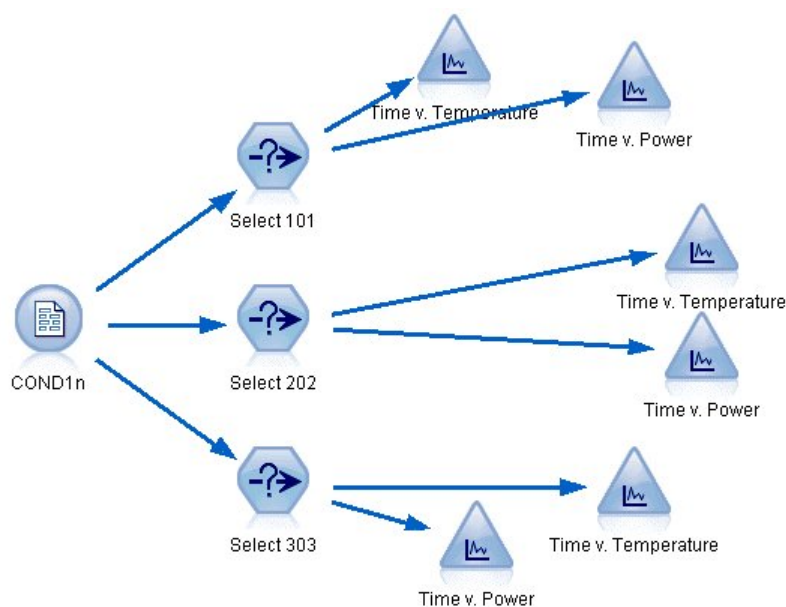 Time v. Temperature
Time v. Power
Select 101
Time v. Temperature
COND1n
Select 202
Time v. Power
Select 303
Time v. Temperature
Time v. Power